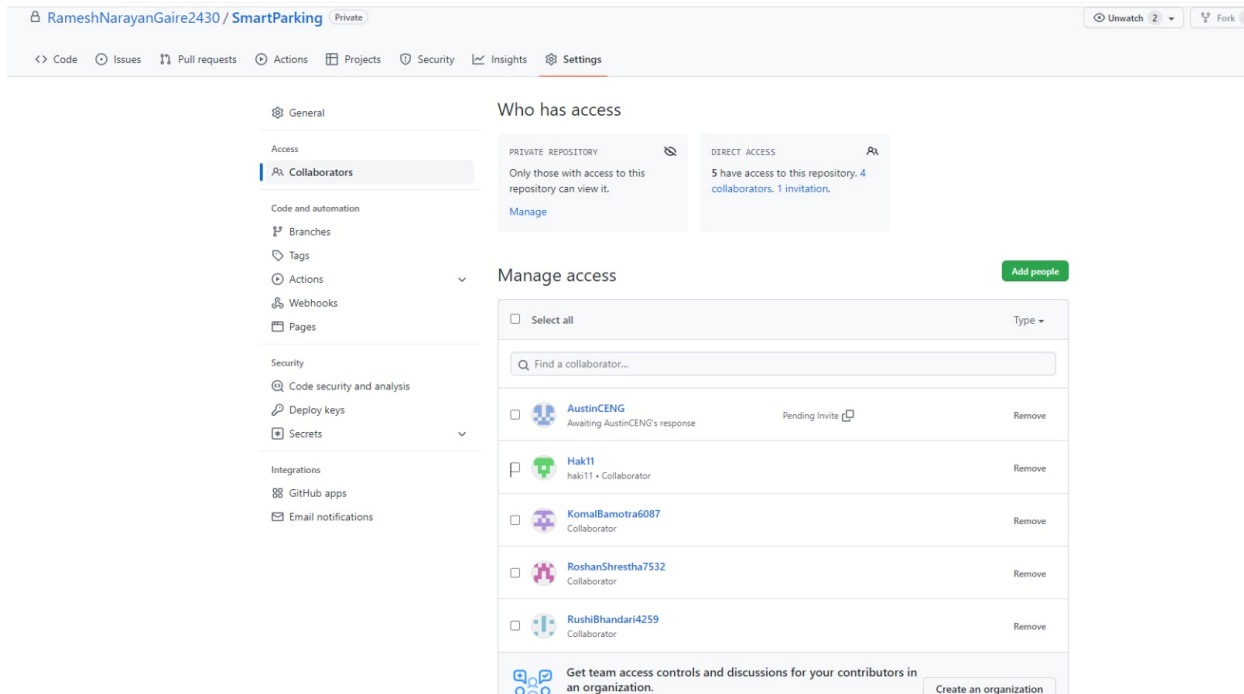 RameshNarayanGaire2430 / SmartParking Private
Unwatch 2
Fork
Code Issues Pull requests Actions Projects Security Insights Settings
General
Access
Collaborators
Code and automation
Branches
Tags
Actions
Webhooks
Pages
Security
Code security and analysis
Deploy keys
Secrets
Integrations
GitHub apps
Email notifications
Who has access
PRIVATE REPOSITORY
Only those with access to this
repository can view it.
Manage
DIRECT ACCESS
5 have access to this repository. 4
collaborators. 1 invitation.
Manage access
Add people
Select all
Type
Find a collaborator...
AustinCENG
Awaiting AustinCENG's response
Pending Invite
Remove
Hak11
haki11 • Collaborator
Remove
KomalBamotra6087
Collaborator
Remove
RoshanShrestha7532
Collaborator
Remove
RushiBhandari4259
Collaborator
Remove
Get team access controls and discussions for your contributors in
an organization.
Create an organization